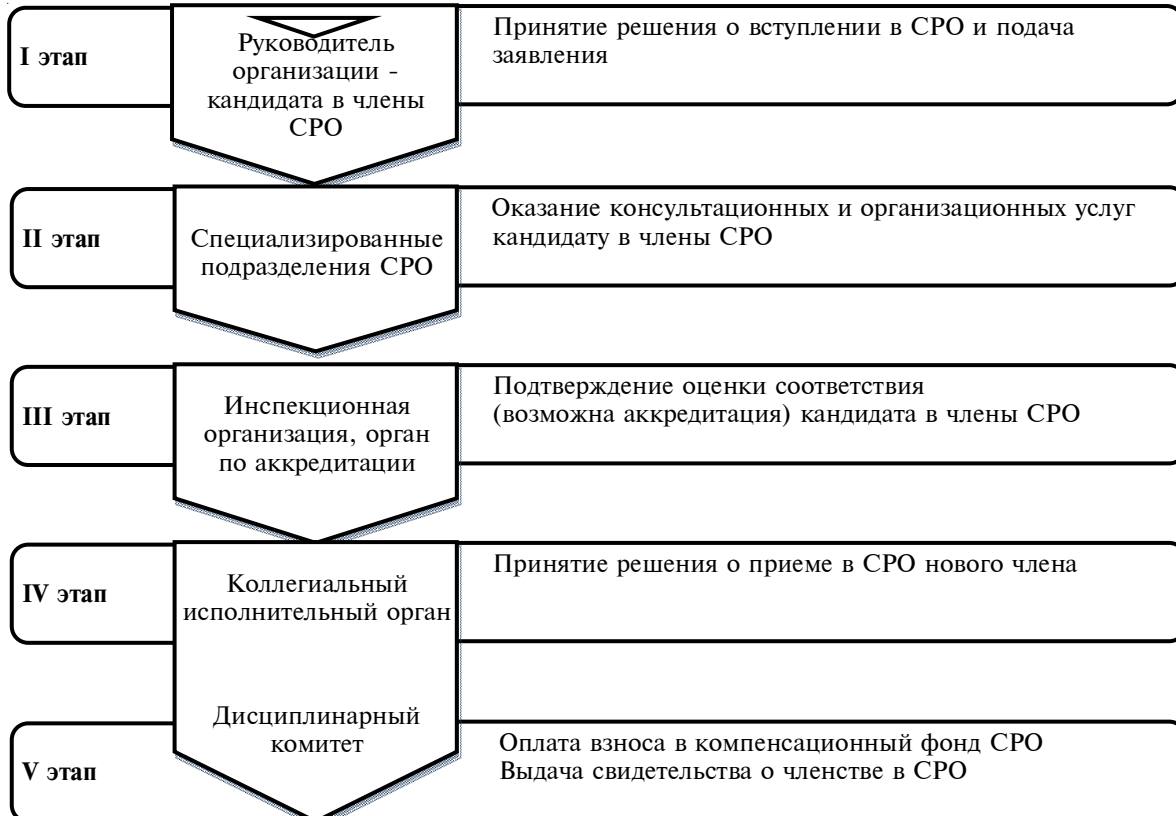 I этап
Руководитель
организации -
кандидата в члены
СРО
Принятие решения о вступлении в СРО и подача
заявления
II этап
Специализированные
подразделения СРО
Оказание консультационных и организационных услуг
кандидату в члены СРО
III этап
Инспекционная
организация, орган
по аккредитации
Подтверждение оценки соответствия
(возможна аккредитация) кандидата в члены СРО
IV этап
Коллегиальный
исполнительный орган
Принятие решения о приеме в СРО нового члена
V этап
Дисциплинарный
комитет
Оплата взноса в компенсационный фонд СРО
Выдача свидетельства о членстве в СРО